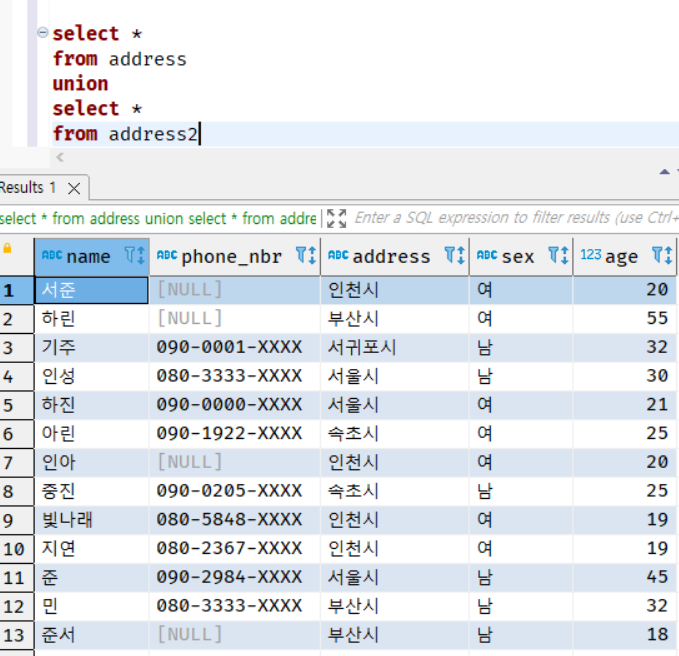 select *
from address
union
select *
from address2
Results 1
select * from address union select * from addre Enter a SQL expression to filter results (use Ctrl+
ABC name ABC phone_nbr ABC address ABC sex 123 age
1 서준 [NULL] 인천시 여 20
2 하린 [NULL] 부산시 여 55
3 기주 090-0001-XXXX 서귀포시 남 32
4 인성 080-3333-XXXX 서울시 남 30
5 하진 090-0000-XXXX 서울시 여 21
6 아린 090-1922-XXXX 속초시 여 25
7 인아 [NULL] 인천시 여 20
8 중진 090-0205-XXXX 속초시 남 25
9 빛나래 080-5848-XXXX 인천시 여 19
10 지연 080-2367-XXXX 인천시 여 19
11 준 090-2984-XXXX 서울시 남 45
12 민 080-3333-XXXX 부산시 남 32
13 준서 [NULL] 부산시 남 18